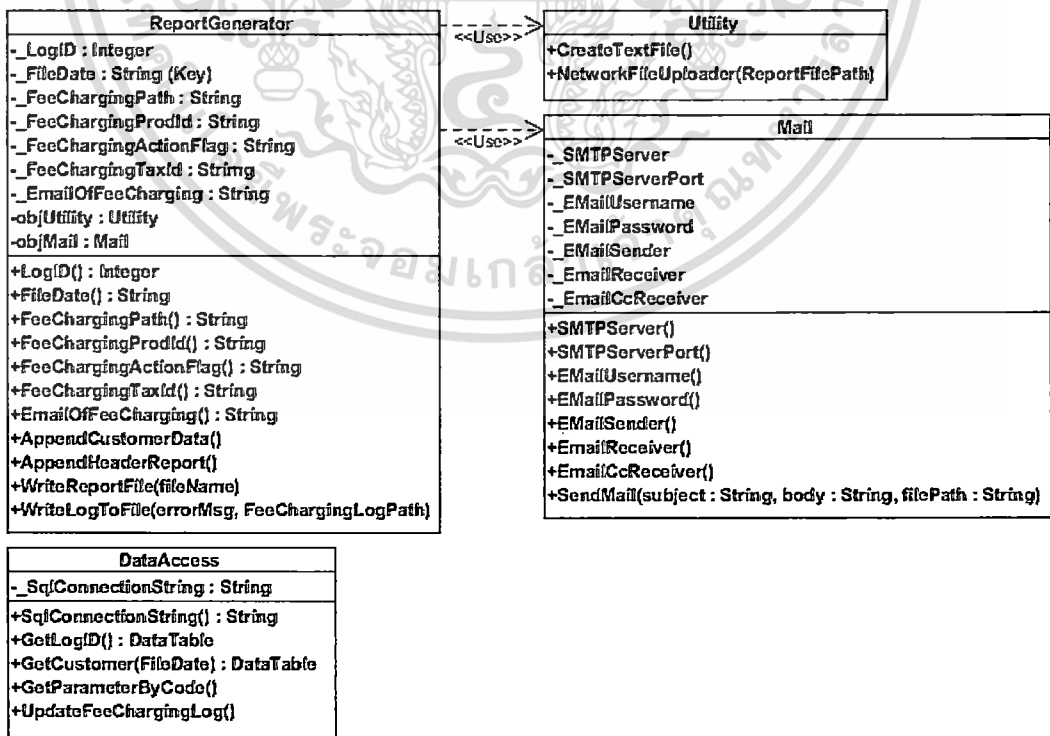 ReportGenerator
-_LogID : Integer
-_FileDate : String (Key)
-_FeeChargingPath : String
-_FeeChargingProdId : String
-_FeeChargingActionFlag : String
-_FeeChargingTaxId : String
-_EmailOfFeeCharging : String
-objUtility : Utility
-objMail : Mail
+LogID() : Integer
+FileDate() : String
+FeeChargingPath() : String
+FeeChargingProdId() : String
+FeeChargingActionFlag() : String
+FeeChargingTaxId() : String
+EmailOfFeeCharging() : String
+AppendCustomerData()
+AppendHeaderReport()
+WriteReportFile(fileName)
+WriteLogToFile(errorMsg, FeeChargingLogPath)
<<Use>>
<<Use>>
Utility
+CreateTextFile()
+NetworkFileUploader(ReportFilePath)
Mail
-_SMTPServer
-_SMTPServerPort
-_EMailUsername
-_EMailPassword
-_EMailSender
-_EmailReceiver
-_EmailCcReceiver
+SMTPServer()
+SMTPServerPort()
+EMailUsername()
+EMailPassword()
+EMailSender()
+EmailReceiver()
+EmailCcReceiver()
+SendMail(subject : String, body : String, filePath : String)
DataAccess
-_SqlConnectionString : String
+SqlConnectionString() : String
+GetLogID() : DataTable
+GetCustomer(FileDate) : DataTable
+GetParameterByCode()
+UpdateFeeChargingLog()